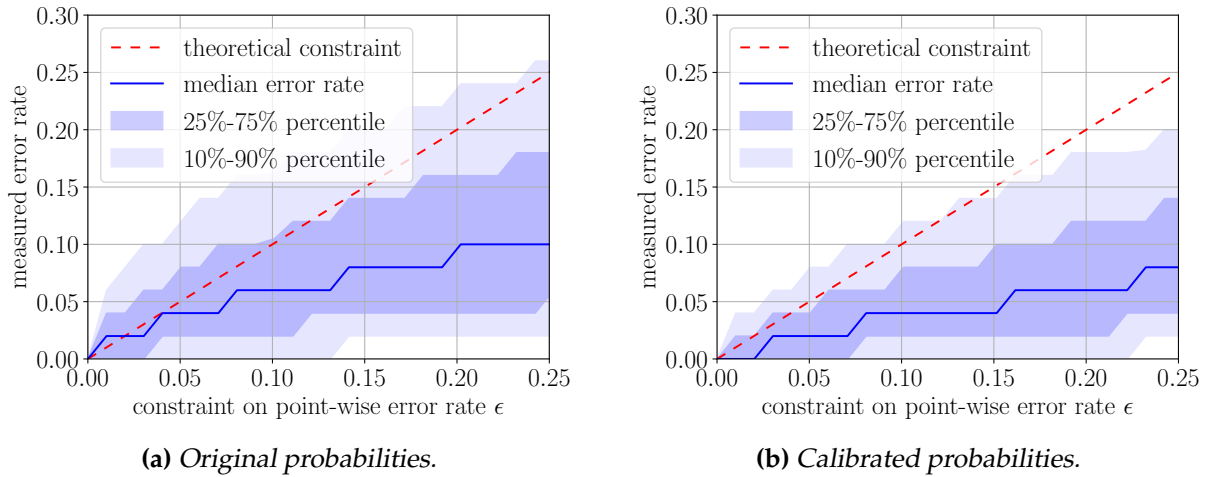 0.30
0.25
0.20
0.15
0.10
0.05
0.00
measured error rate
theoretical constraint
median error rate
25%-75% percentile
10%-90% percentile
0.00 0.05 0.10 0.15 0.20 0.25
constraint on point-wise error rate ϵ
(a) Original probabilities.
0.30
0.25
0.20
0.15
0.10
0.05
0.00
measured error rate
theoretical constraint
median error rate
25%-75% percentile
10%-90% percentile
0.00 0.05 0.10 0.15 0.20 0.25
constraint on point-wise error rate ϵ
(b) Calibrated probabilities.